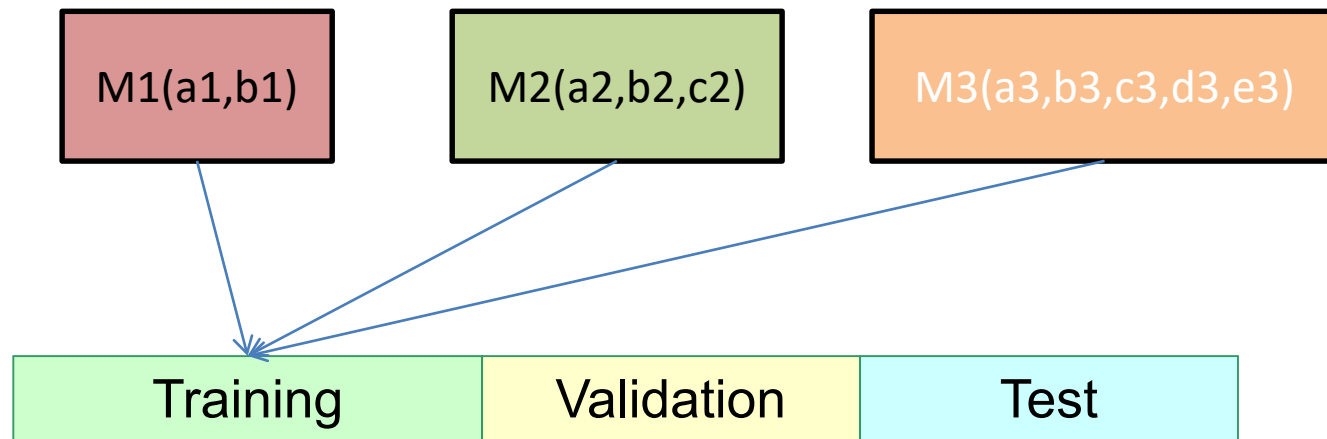 M1(a1,b1)
M2(a2,b2,c2)
M3(a3,b3,c3,d3,e3)
Training
Validation
Test